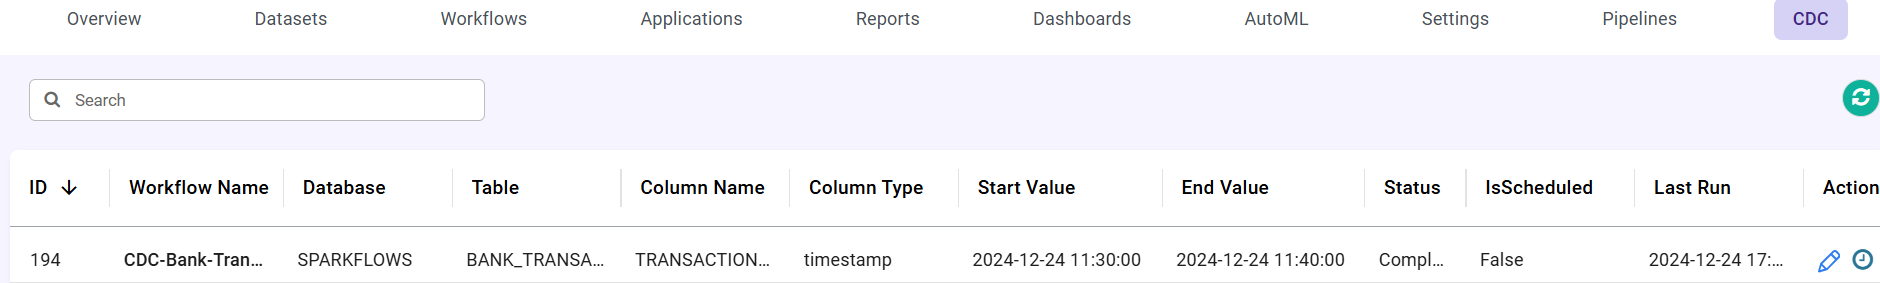 Overview Datasets Workflows Applications Reports Dashboards AutoML Settings Pipelines CDC
Search
ID Workflow Name Database Table Column Name Column Type Start Value End Value Status IsScheduled Last Run Action
194 CDC-Bank-Tran... SPARKFLOWS BANK_TRANSA... TRANSACTION... timestamp 2024-12-24 11:30:00 2024-12-24 11:40:00 Compl... False 2024-12-24 17:...